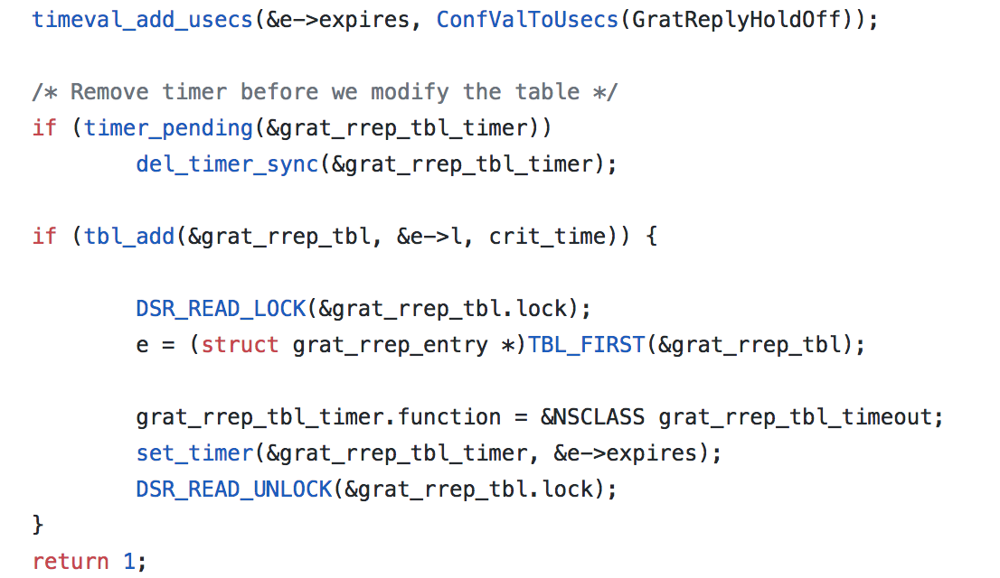 timeval_add_usecs(&e->expires, ConfValToUsecs(GratReplyHoldOff));
/* Remove timer before we modify the table */
if (timer_pending(&grat_rrep_tbl_timer))
del_timer_sync(&grat_rrep_tbl_timer);
if (tbl_add(&grat_rrep_tbl, &e->l, crit_time)) {
DSR_READ_LOCK(&grat_rrep_tbl.lock);
e = (struct grat_rrep_entry *)TBL_FIRST(&grat_rrep_tbl);
grat_rrep_tbl_timer.function = &NSCLASS grat_rrep_tbl_timeout;
set_timer(&grat_rrep_tbl_timer, &e->expires);
DSR_READ_UNLOCK(&grat_rrep_tbl.lock);
}
return 1;